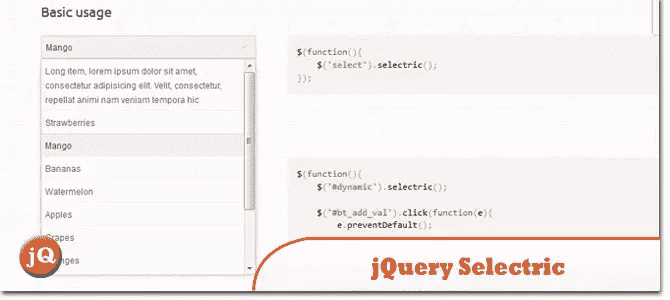 Basic usage
Mango
Long item, lorem ipsum dolor sit amet,
consectetur adipisicing elit. Velit, consectetur,
repellat animi nam veniam tempora hic
Strawberries
Mango
Bananas
Watermelon
Apples
Grapes
$(function(){
$('select').selectric();
});
$(function(){
$('#dynamic').selectric();
$('#bt_add_val').click(function(e){
e.preventDefault();
jQ
jQuery Selectric